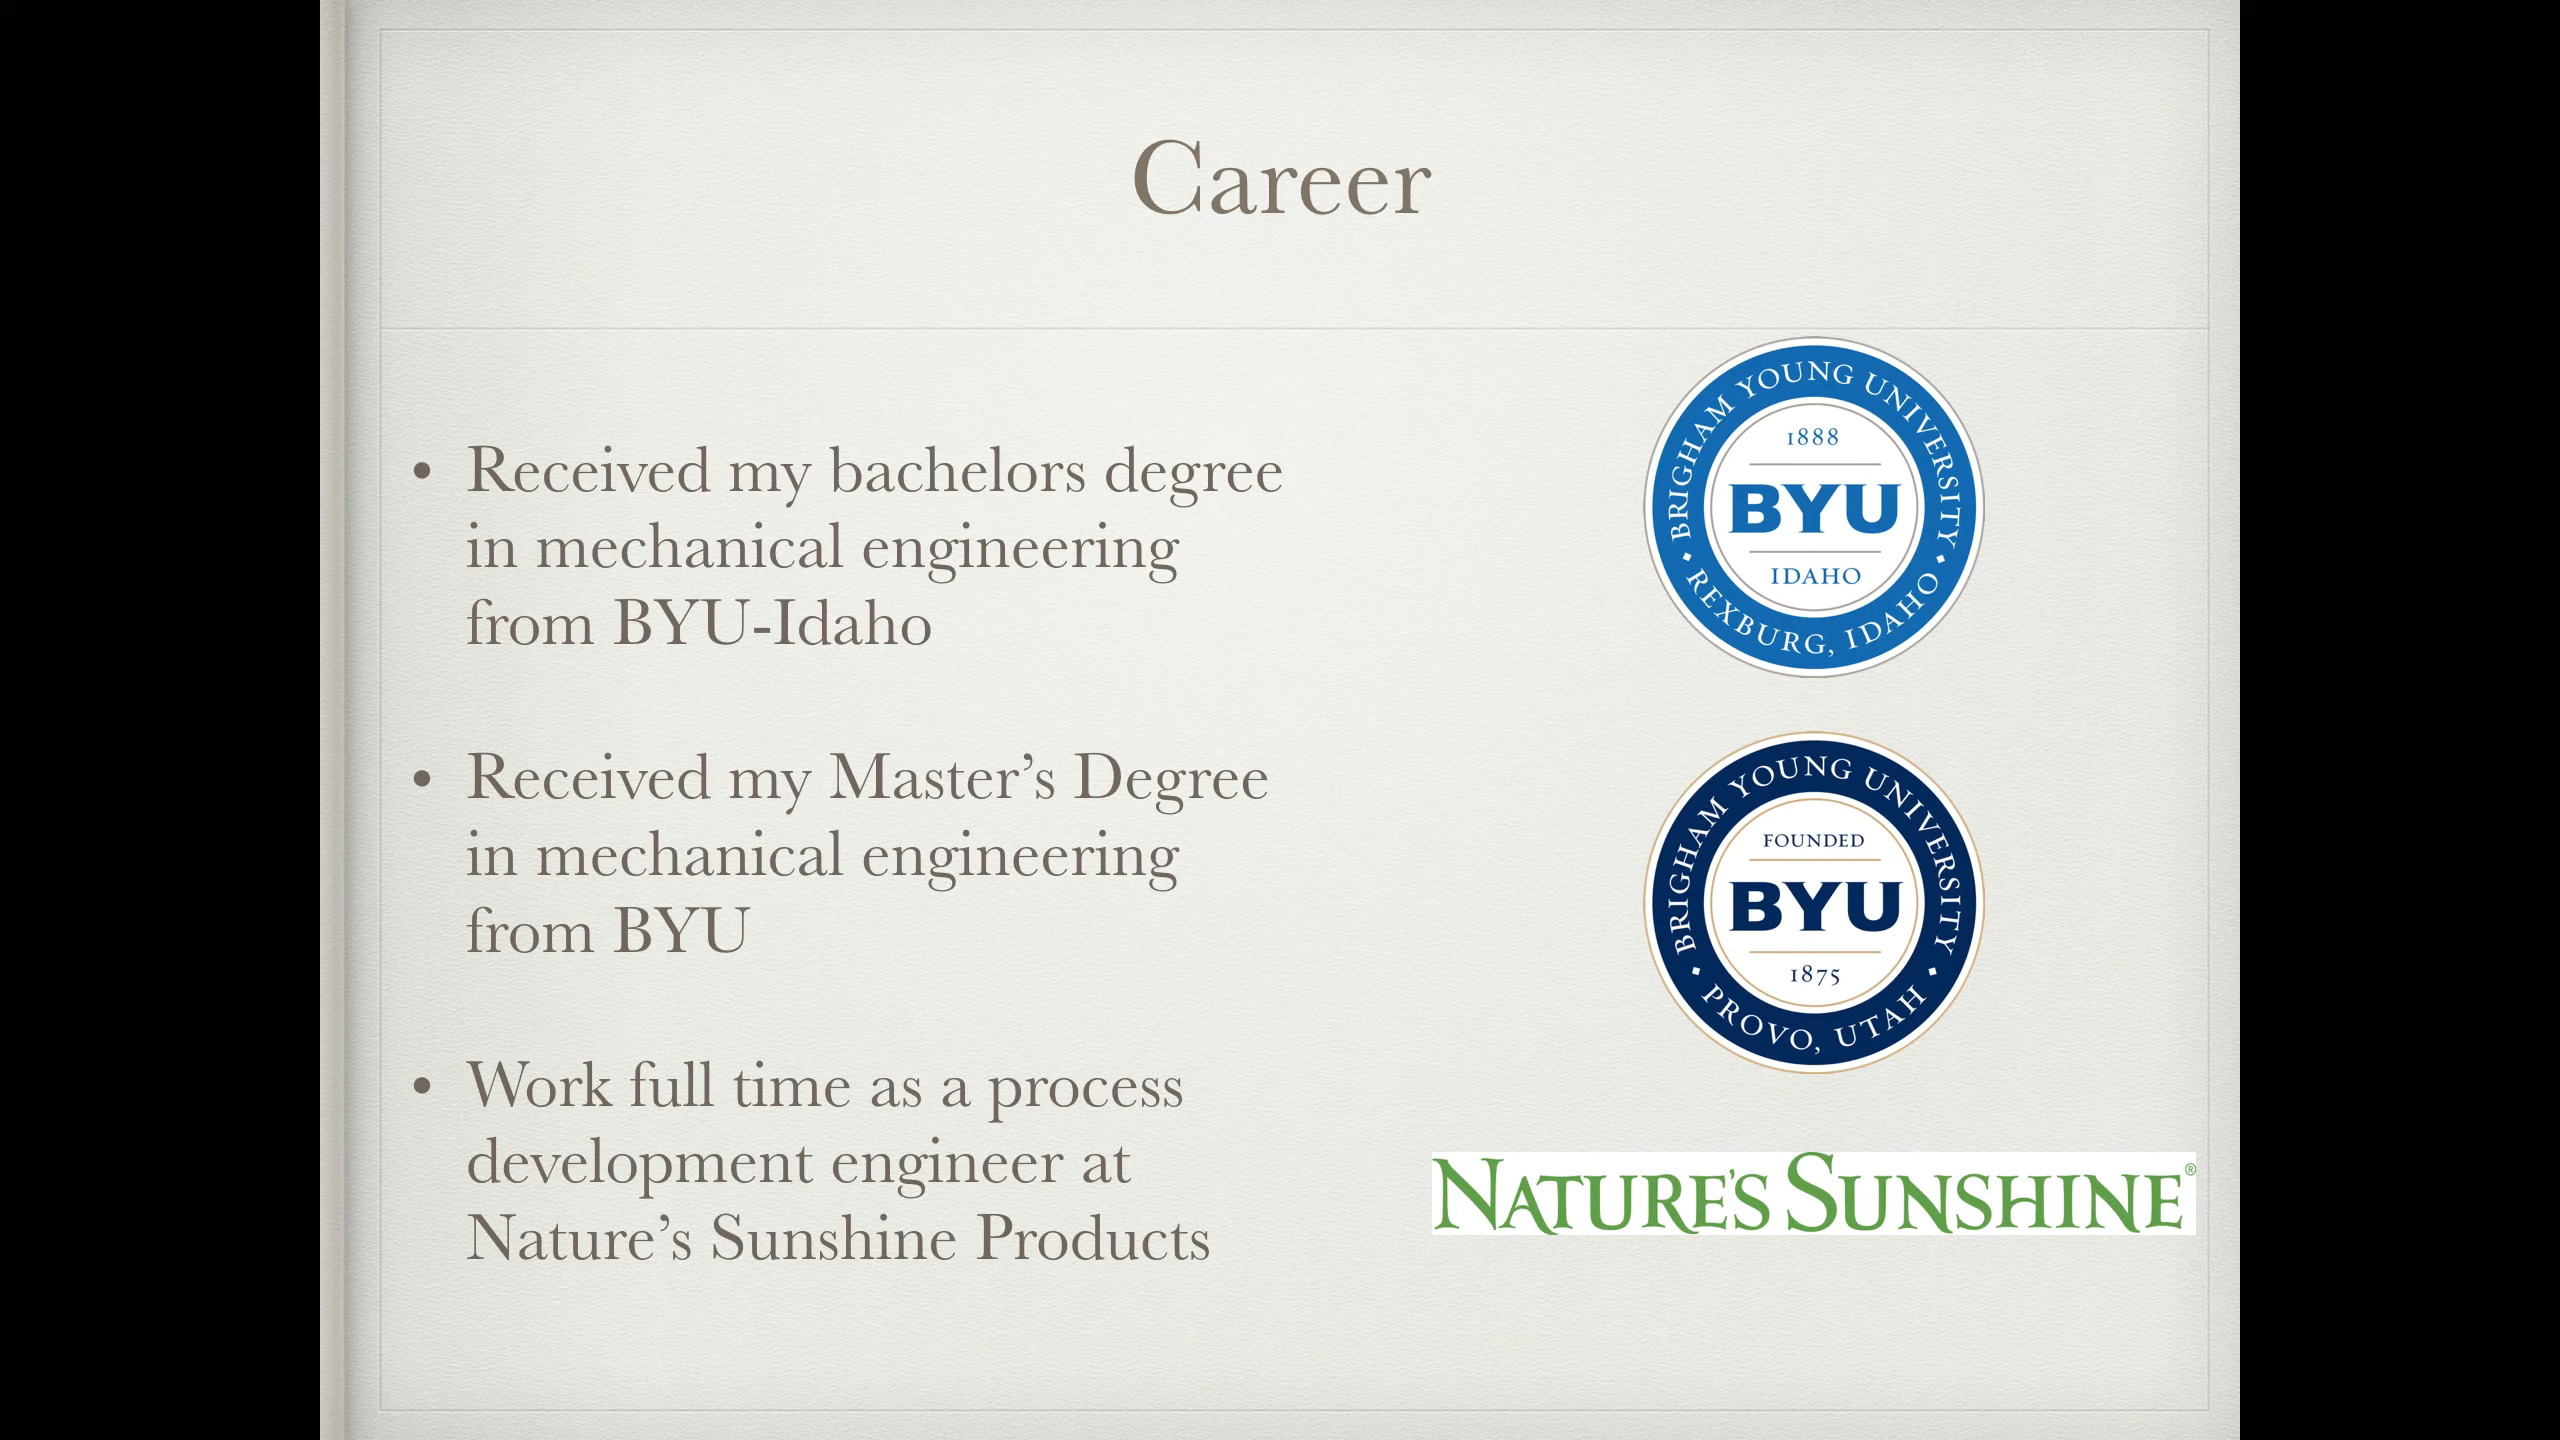 Career
• Received my bachelors degree
in mechanical engineering
from BYU-Idaho
• Received my Master’s Degree
in mechanical engineering
from BYU
• Work full time as a process
development engineer at
Nature’s Sunshine Products
BRIGHAM YOUNG UNIVERSITY
1888
BYU
IDAHO
REXBURG, IDAHO
BRIGHAM YOUNG UNIVERSITY
FOUNDED
BYU
1875
PROVO, UTAH
NATURE’S SUNSHINE®